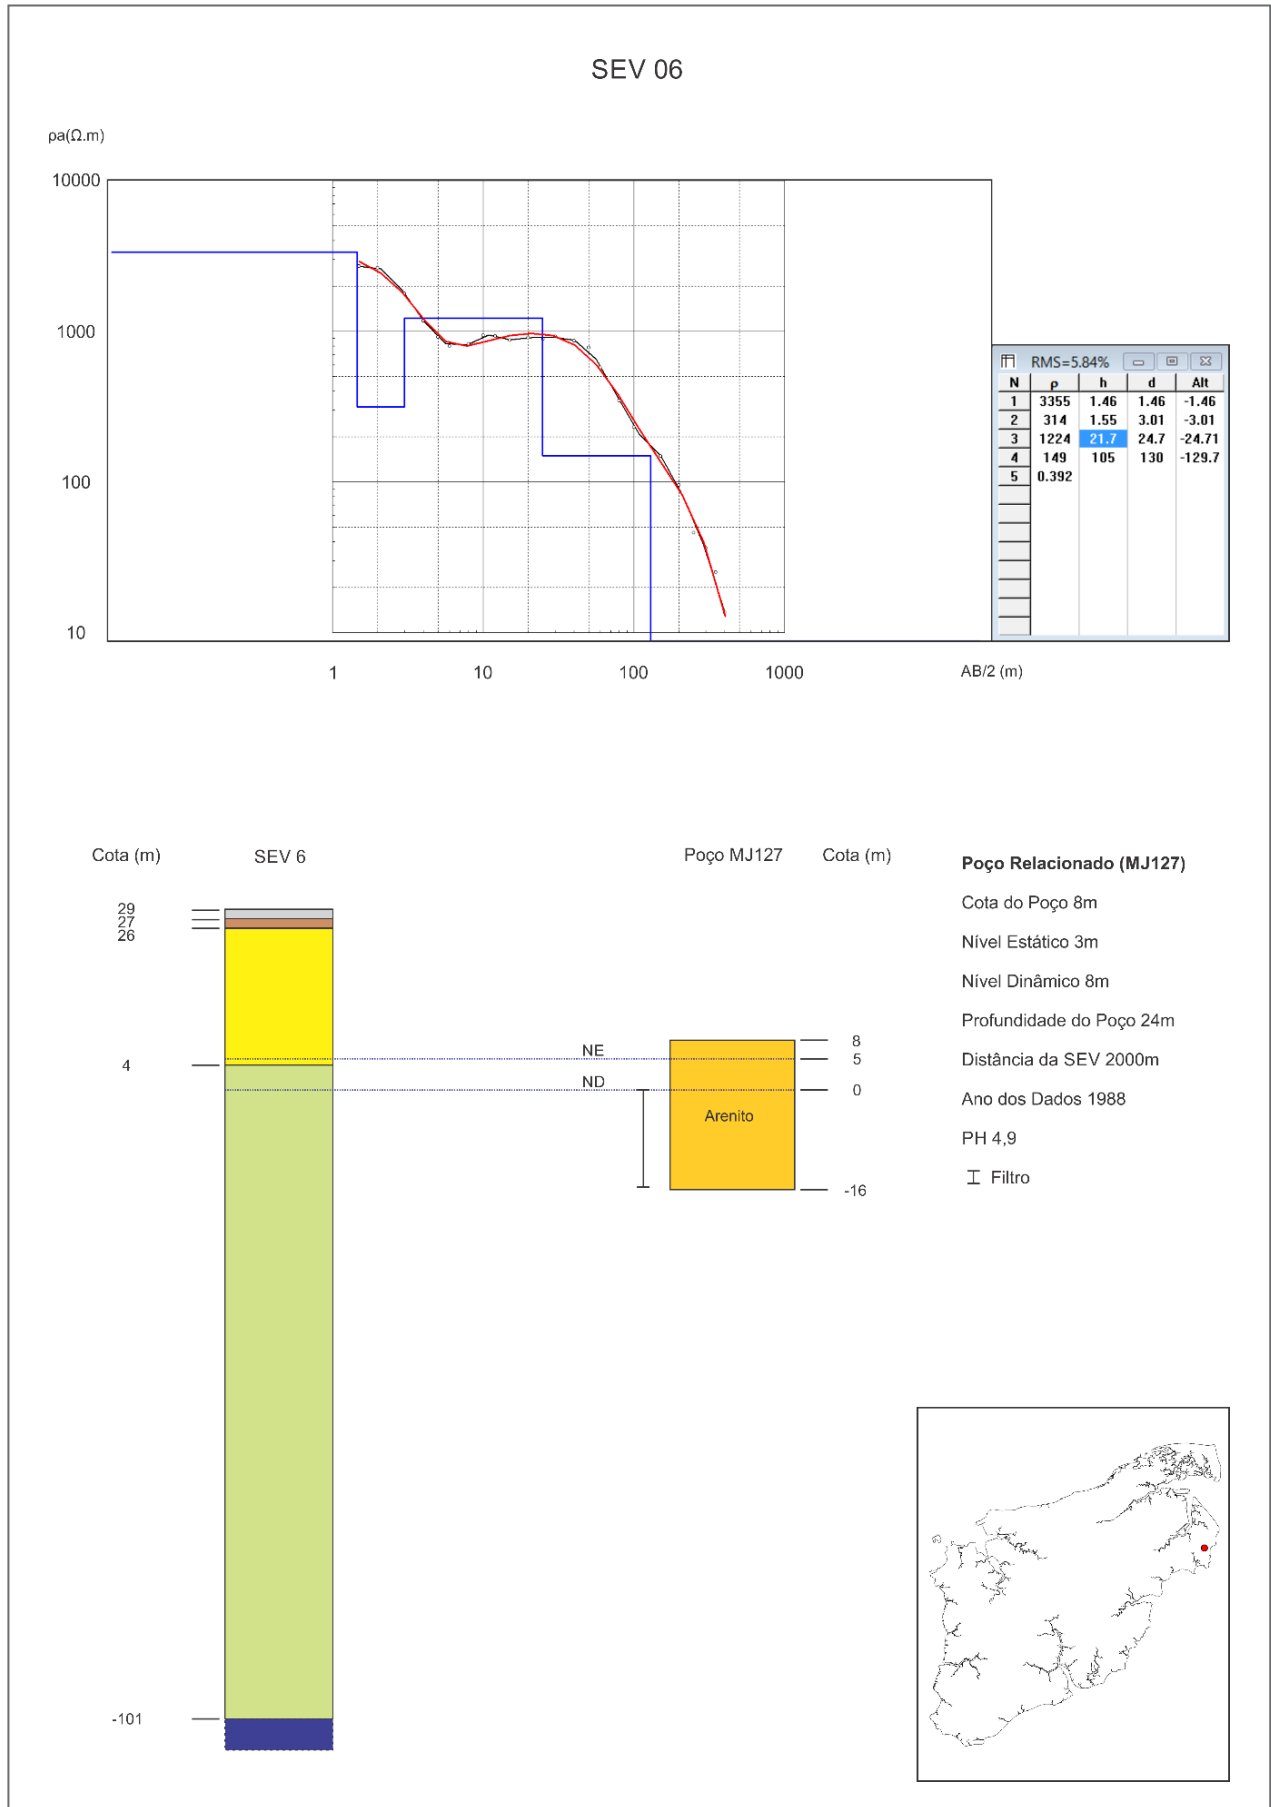 SEV 06
ρa(Ω.m)
10000
1000
100
10
1 10 100 1000 AB/2 (m)
RMS=5.84%
N ρ h d Alt
1 3355 1.46 1.46 -1.46
2 314 1.55 3.01 -3.01
3 1224 21.7 24.7 -24.71
4 149 105 130 -129.7
5 0.392
Cota (m) SEV 6 Poço MJ127 Cota (m)
29
27
26
4
-101
NE
ND
Arenito
8
5
0
-16
Poço Relacionado (MJ127)
Cota do Poço 8m
Nível Estático 3m
Nível Dinâmico 8m
Profundidade do Poço 24m
Distância da SEV 2000m
Ano dos Dados 1988
PH 4,9
Filtro